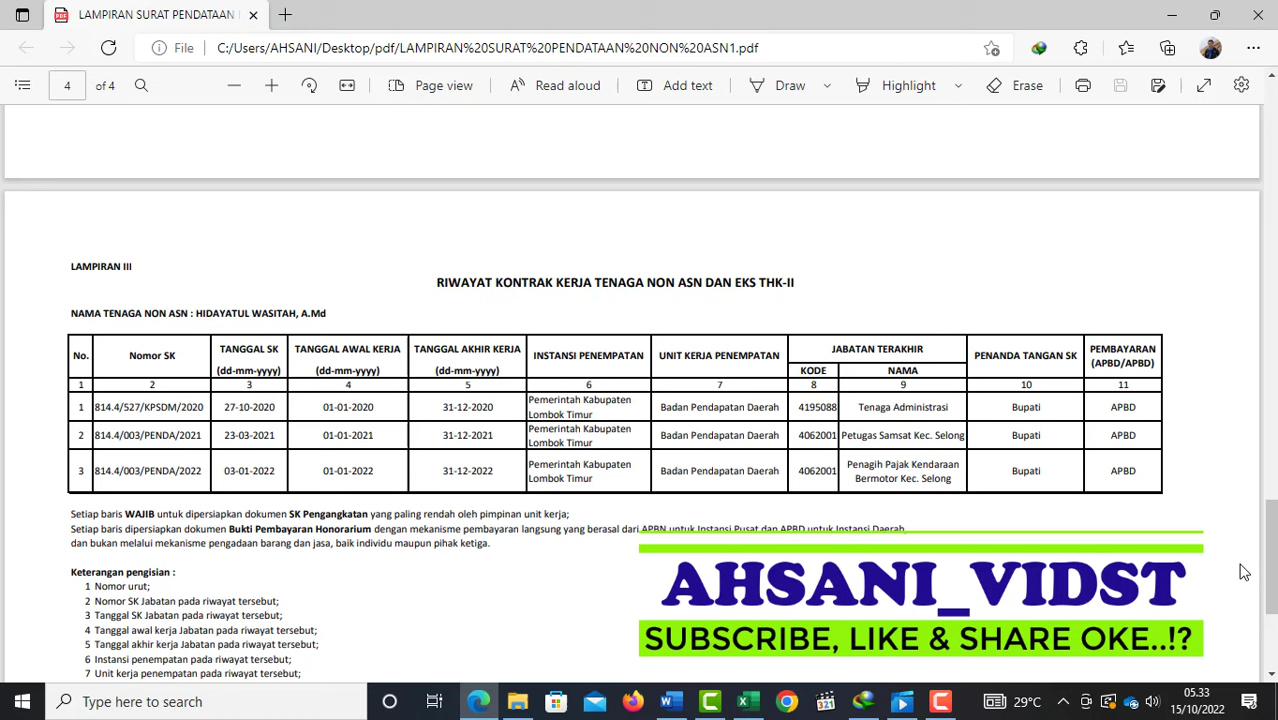 LAMPIRAN SURAT PENDATAAN
File C:/Users/AHSANI/Desktop/pdf/LAMPIRAN%20SURAT%20PENDATAAN%20NON%20ASN1.pdf
4 of 4 Page view Read aloud Add text Draw Highlight Erase
LAMPIRAN III
RIWAYAT KONTRAK KERJA TENAGA NON ASN DAN EKS THK-II
NAMA TENAGA NON ASN : HIDAYATUL WASITAH, A.Md
No. Nomor SK TANGGAL SK (dd-mm-yyyy) TANGGAL AWAL KERJA (dd-mm-yyyy) TANGGAL AKHIR KERJA (dd-mm-yyyy) INSTANSI PENEMPATAN UNIT KERJA PENEMPATAN JABATAN TERAKHIR KODE NAMA PENANDA TANGAN SK PEMBAYARAN (APBD/APBD)
1 2 3 4 5 6 7 8 9 10 11
1 814.4/527/KPSDM/2020 27-10-2020 01-01-2020 31-12-2020 Pemerintah Kabupaten Lombok Timur Badan Pendapatan Daerah 4195088 Tenaga Administrasi Bupati APBD
2 814.4/003/PENDA/2021 23-03-2021 01-01-2021 31-12-2021 Pemerintah Kabupaten Lombok Timur Badan Pendapatan Daerah 4062001 Petugas Samsat Kec. Selong Bupati APBD
3 814.4/003/PENDA/2022 03-01-2022 01-01-2022 31-12-2022 Pemerintah Kabupaten Lombok Timur Badan Pendapatan Daerah 4062001 Penagih Pajak Kendaraan Bermotor Kec. Selong Bupati APBD
Setiap baris WAJIB untuk dipersiapkan dokumen SK Pengangkatan yang paling rendah oleh pimpinan unit kerja;
Setiap baris dipersiapkan dokumen Bukti Pembayaran Honorarium dengan mekanisme pembayaran langsung yang berasal dari APBN untuk Instansi Pusat dan APBD untuk Instansi Daerah,
dan bukan melalui mekanisme pengadaan barang dan jasa, baik individu maupun pihak ketiga.
Keterangan pengisian :
1 Nomor urut;
2 Nomor SK Jabatan pada riwayat tersebut;
3 Tanggal SK Jabatan pada riwayat tersebut;
4 Tanggal awal kerja Jabatan pada riwayat tersebut;
5 Tanggal akhir kerja Jabatan pada riwayat tersebut;
6 Instansi penempatan pada riwayat tersebut;
7 Unit kerja penempatan pada riwayat tersebut;
AHSANI_VIDST
SUBSCRIBE, LIKE & SHARE OKE..!?
Type here to search
321
29°C
05.33
15/10/2022